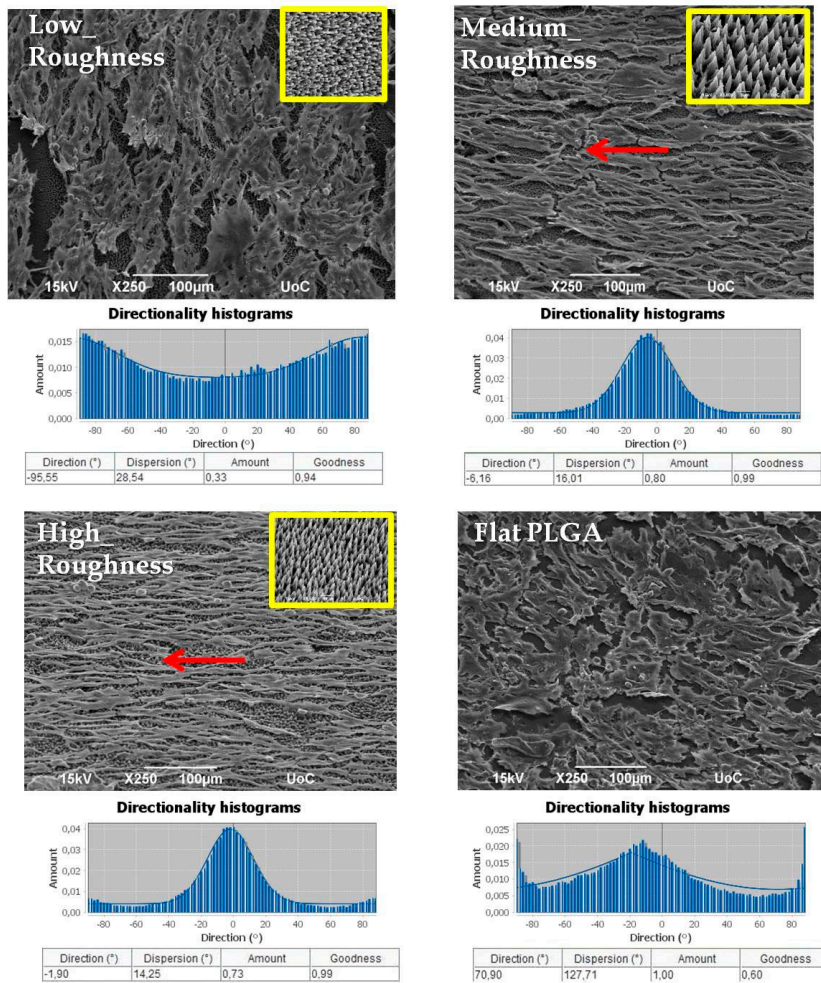 Low_
Roughness
15kV X250 100μm UoC
Directionality histograms
Amount
0,015
0,010
0,005
0,000
-80 -60 -40 -20 0 20 40 60 80
Direction (°)
Direction (°) Dispersion (°) Amount Goodness
-95,55 28,54 0,33 0,94
Medium_
Roughness
15kV X250 100μm UoC
Directionality histograms
Amount
0,04
0,03
0,02
0,01
0,00
-80 -60 -40 -20 0 20 40 60 80
Direction (°)
Direction (°) Dispersion (°) Amount Goodness
-6,16 16,01 0,80 0,99
High_
Roughness
15kV X250 100μm UoC
Directionality histograms
Amount
0,04
0,03
0,02
0,01
0,00
-80 -60 -40 -20 0 20 40 60 80
Direction (°)
Direction (°) Dispersion (°) Amount Goodness
-1,90 14,25 0,73 0,99
Flat PLGA
15kV X250 100μm UoC
Directionality histograms
Amount
0,025
0,020
0,015
0,010
0,005
0,000
-80 -60 -40 -20 0 20 40 60 80
Direction (°)
Direction (°) Dispersion (°) Amount Goodness
70,90 127,71 1,00 0,60